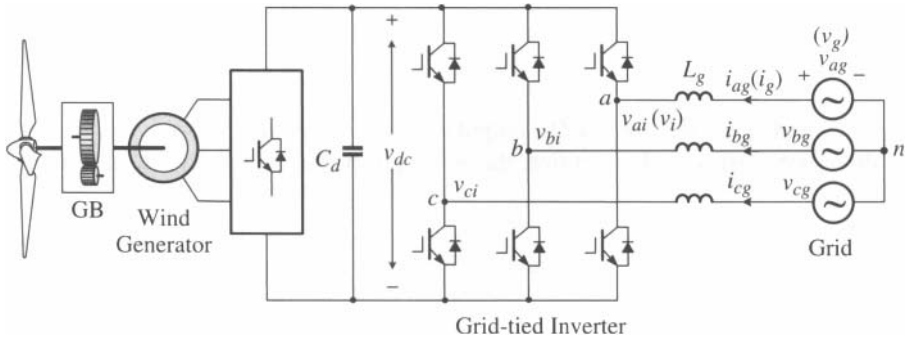 GB
Wind
Generator
C_d
+
v_dc
−
c
v_ci
b
v_bi
a
v_ai (v_i)
L_g
i_ag(i_g)
i_bg
i_cg
(v_g)
+ v_ag −
v_bg
v_cg
n
Grid
Grid-tied Inverter